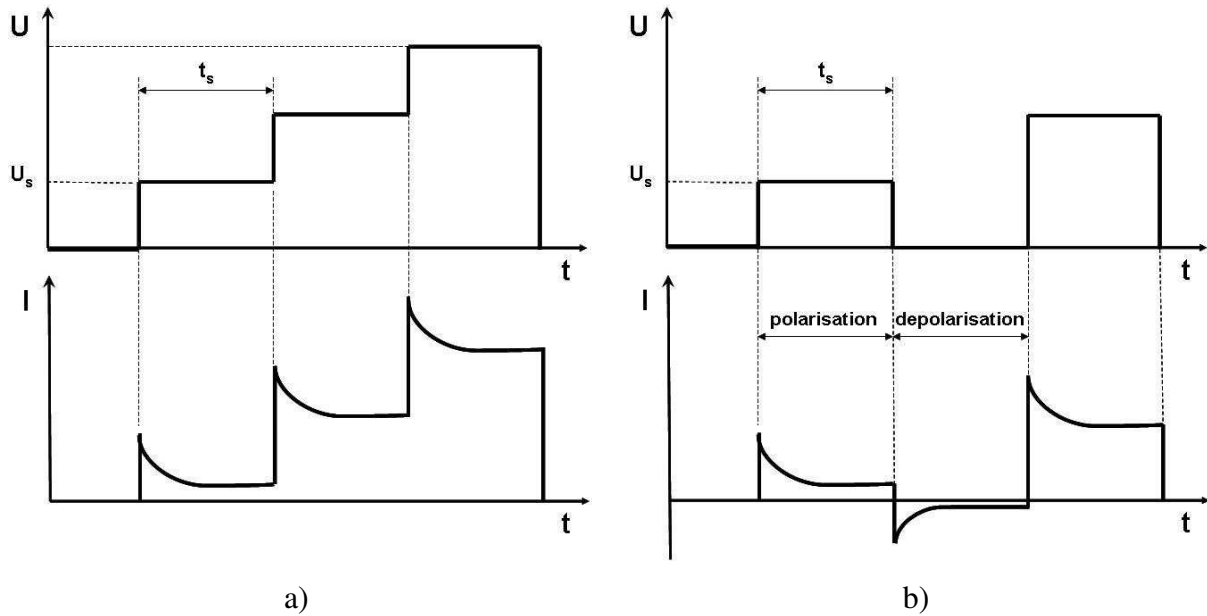 U
t_s
U_s
t
I
t
a)
U
t_s
U_s
t
I
polarisation depolarisation
t
b)